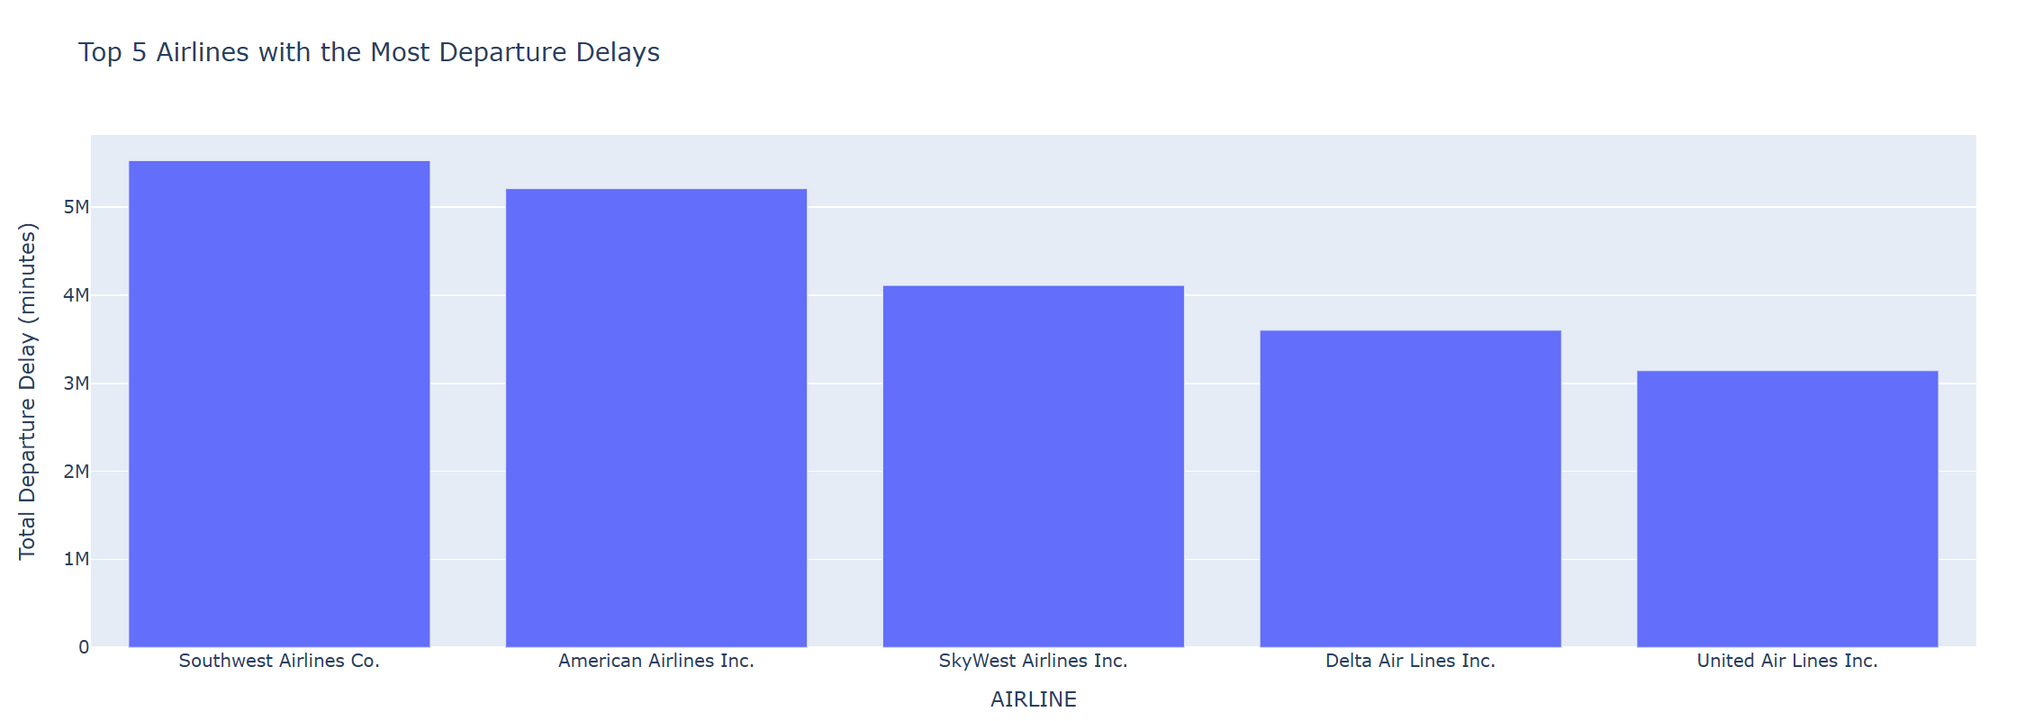 Top 5 Airlines with the Most Departure Delays
Total Departure Delay (minutes)
5M
4M
3M
2M
1M
0
Southwest Airlines Co.
American Airlines Inc.
SkyWest Airlines Inc.
Delta Air Lines Inc.
United Air Lines Inc.
AIRLINE